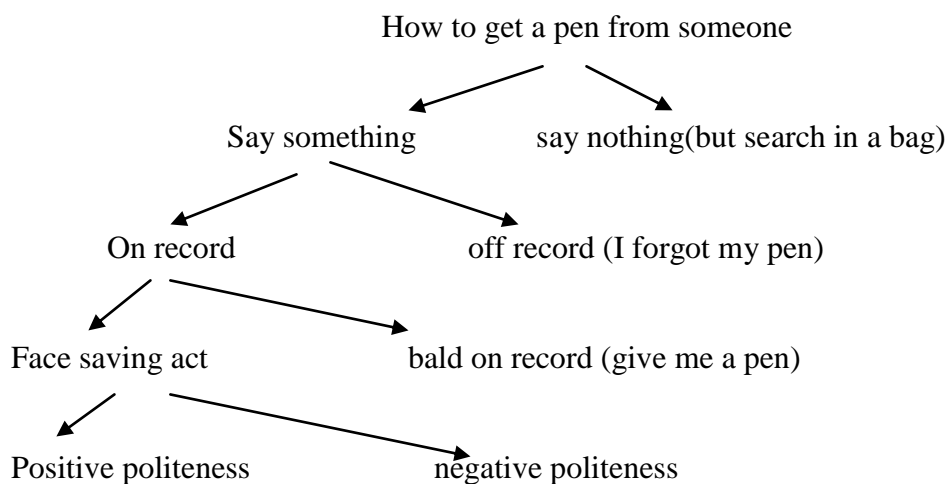 How to get a pen from someone
Say something say nothing(but search in a bag)
On record off record (I forgot my pen)
Face saving act bald on record (give me a pen)
Positive politeness negative politeness